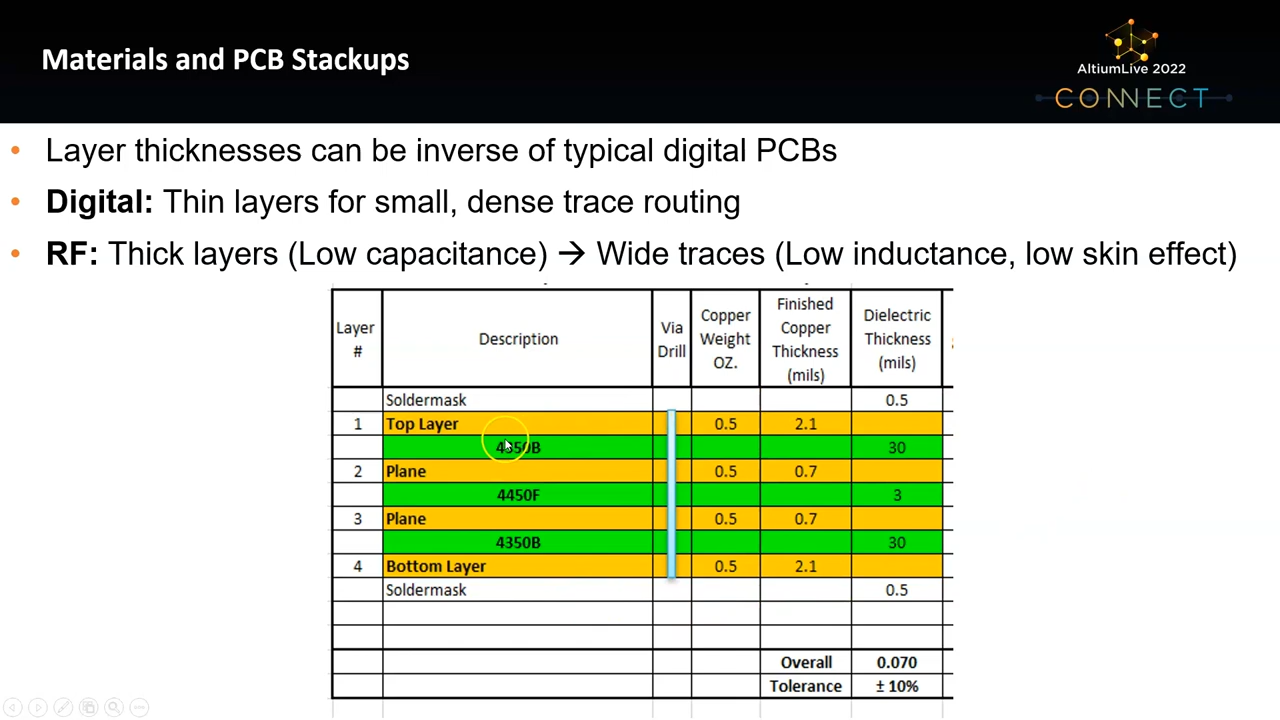 Materials and PCB Stackups
AltiumLive 2022
CONNECT
• Layer thicknesses can be inverse of typical digital PCBs
• Digital: Thin layers for small, dense trace routing
• RF: Thick layers (Low capacitance) → Wide traces (Low inductance, low skin effect)
Layer # Description Via Drill Copper Weight OZ. Finished Copper Thickness (mils) Dielectric Thickness (mils)
Soldermask 0.5
1 Top Layer 0.5 2.1
4350B 30
2 Plane 0.5 0.7
4450F 3
3 Plane 0.5 0.7
4350B 30
4 Bottom Layer 0.5 2.1
Soldermask 0.5
Overall 0.070
Tolerance ± 10%